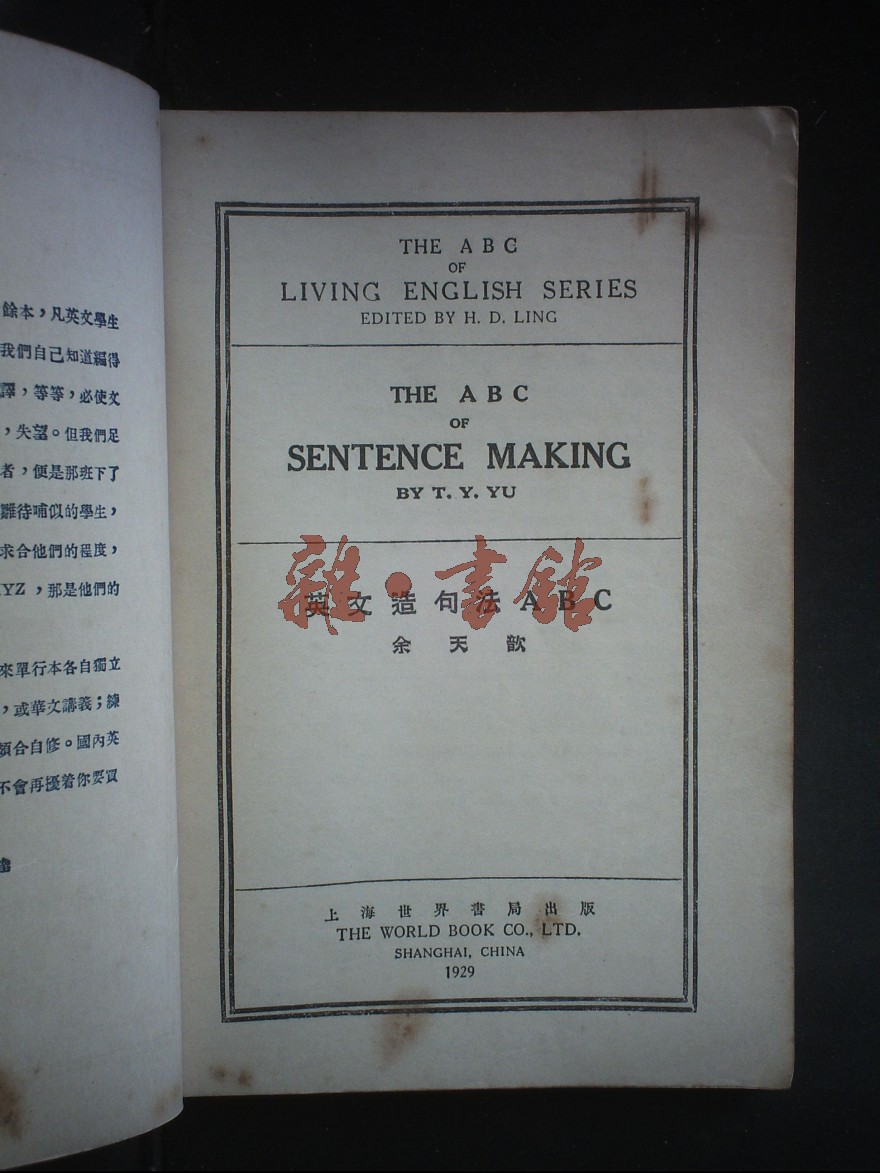 餘本，凡英文學生
我們自己知道編得
譯，等等，必使文
，失望。但我們足
者，便是那班下了
雛待哺似的學生，
求合他們的程度，
YZ，那是他們的
來單行本各自獨立
，或華文講義；練
領合自修。國內英
不會再擾着你要買
THE A B C
OF
LIVING ENGLISH SERIES
EDITED BY H. D. LING
THE A B C
OF
SENTENCE MAKING
BY T. Y. YU
雜·書館
英文造句法 A B C
余天歆
上海世界書局出版
THE WORLD BOOK CO., LTD.
SHANGHAI, CHINA
1929